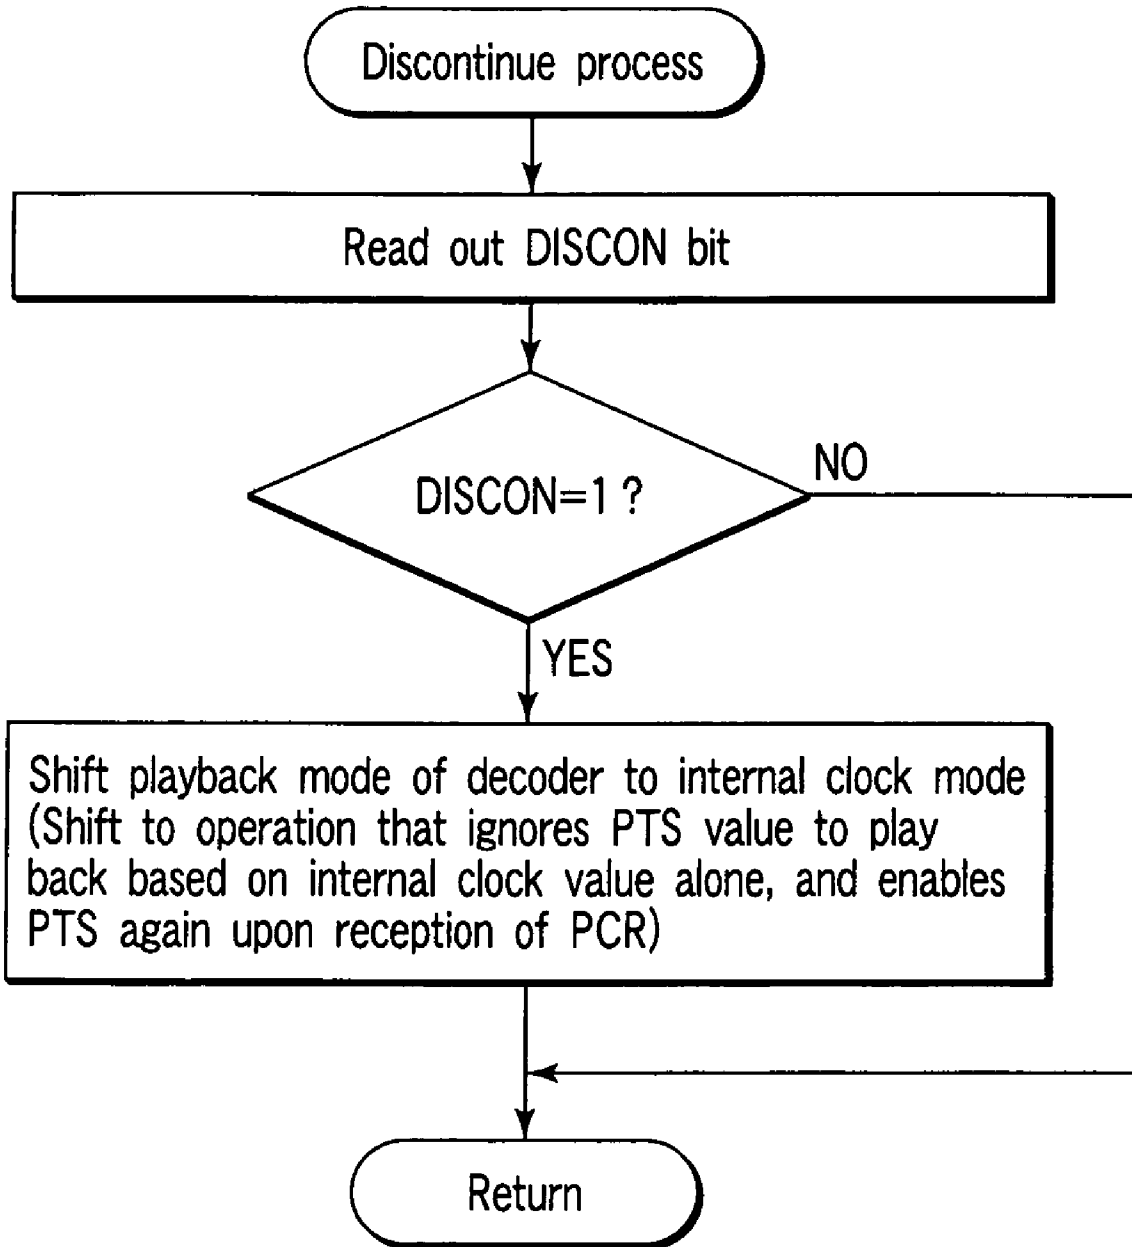 Discontinue process
Read out DISCON bit
DISCON=1 ?
NO
YES
Shift playback mode of decoder to internal clock mode
(Shift to operation that ignores PTS value to play
back based on internal clock value alone, and enables
PTS again upon reception of PCR)
Return